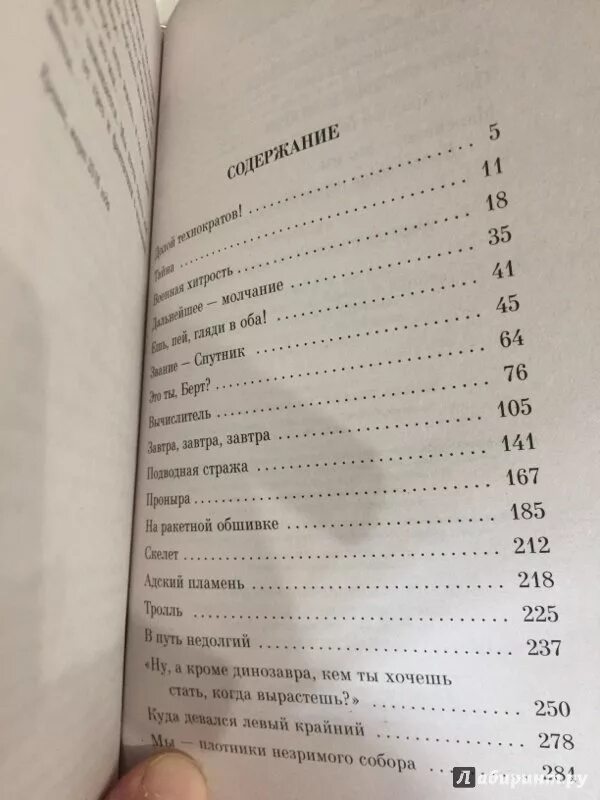 СОДЕРЖАНИЕ
Долой технократов! 5
Тайна 11
Военная хитрость 18
Дальнейшее — молчание 35
Ешь, пей, гляди в оба! 41
Звание — Спутник 45
Это ты, Берт? 64
Вычислитель 76
Завтра, завтра, завтра 105
Подводная стража 141
Проныра 167
На ракетной обшивке 185
Скелет 212
Адский пламень 218
Тролль 225
В путь недолгий 237
«Ну, а кроме динозавра, кем ты хочешь
стать, когда вырастешь?» 250
Куда девался левый крайний 278
Мы — плотники незримого собора 284
Лабиринт.ру